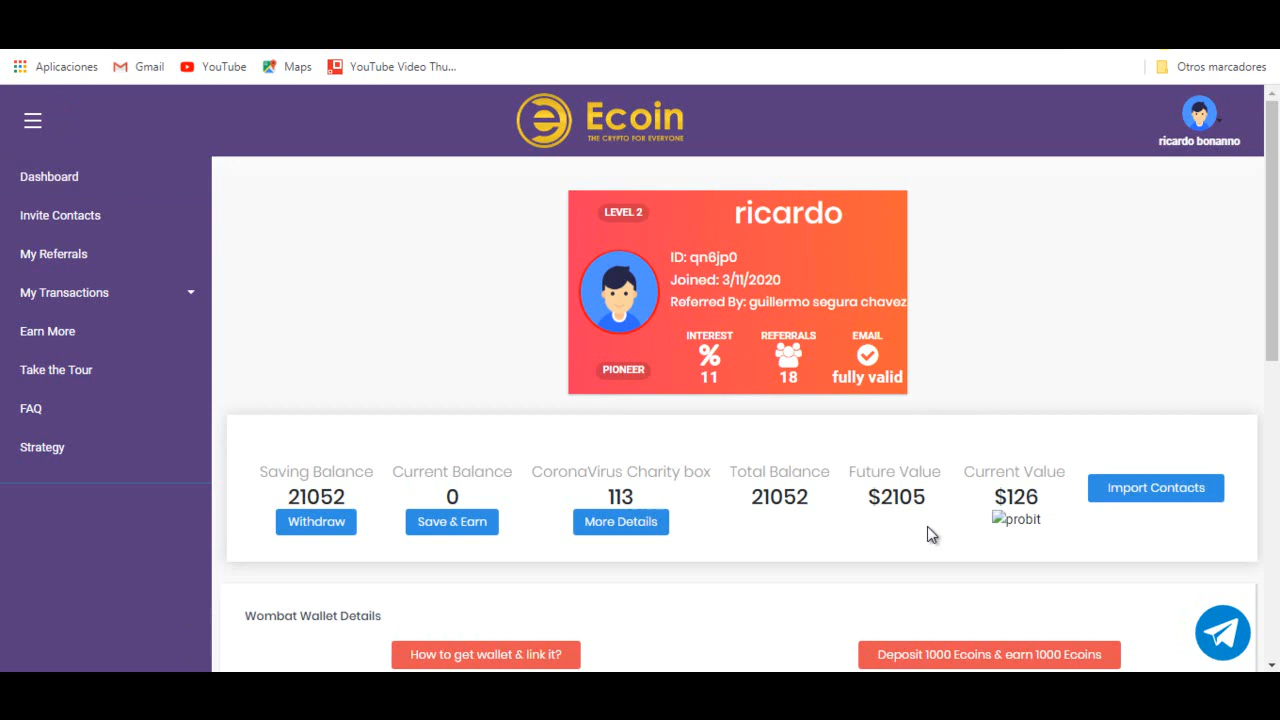 Aplicaciones
Gmail
YouTube
Maps
YouTube Video Thu...
Otros marcadores
Ecoin
THE CRYPTO FOR EVERYONE
ricardo bonanno
Dashboard
Invite Contacts
My Referrals
My Transactions
Earn More
Take the Tour
FAQ
Strategy
LEVEL 2
ricardo
ID: qn6jp0
Joined: 3/11/2020
Referred By: guillermo segura chavez
INTEREST
REFERRALS
EMAIL
%
PIONEER
11
18
fully valid
Saving Balance
21052
Withdraw
Current Balance
0
Save & Earn
CoronaVirus Charity box
113
More Details
Total Balance
21052
Future Value
$2105
Current Value
$126
probit
Import Contacts
Wombat Wallet Details
How to get wallet & link it?
Deposit 1000 Ecoins & earn 1000 Ecoins